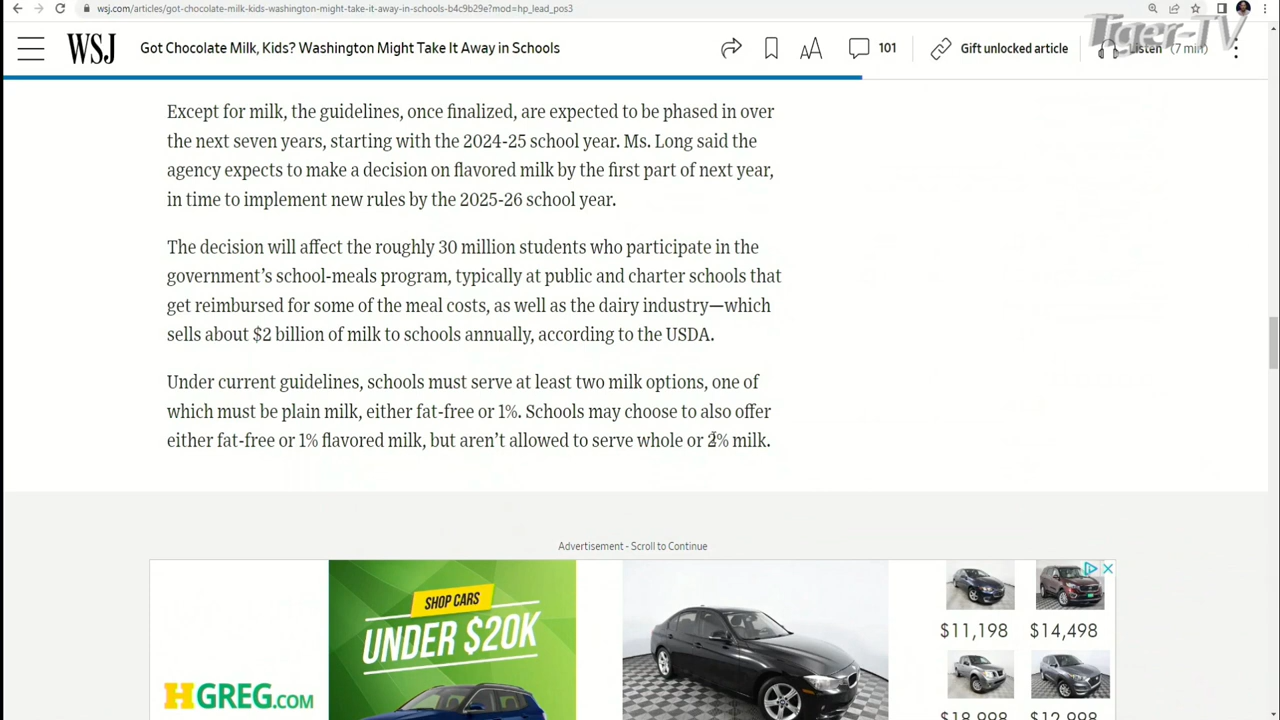 wsj.com/articles/got-chocolate-milk-kids-washington-might-take-it-away-in-schools-b4c9b29e?mod=hp_lead_pos3
Tiger-TV
WSJ
Got Chocolate Milk, Kids? Washington Might Take It Away in Schools
AA
101
Gift unlocked article
Listen (7 min)
Except for milk, the guidelines, once finalized, are expected to be phased in over
the next seven years, starting with the 2024-25 school year. Ms. Long said the
agency expects to make a decision on flavored milk by the first part of next year,
in time to implement new rules by the 2025-26 school year.
The decision will affect the roughly 30 million students who participate in the
government’s school-meals program, typically at public and charter schools that
get reimbursed for some of the meal costs, as well as the dairy industry—which
sells about $2 billion of milk to schools annually, according to the USDA.
Under current guidelines, schools must serve at least two milk options, one of
which must be plain milk, either fat-free or 1%. Schools may choose to also offer
either fat-free or 1% flavored milk, but aren’t allowed to serve whole or 2% milk.
Advertisement - Scroll to Continue
SHOP CARS
UNDER $20K
HGREG.COM
$11,198
$14,498
$18,998
$12,998